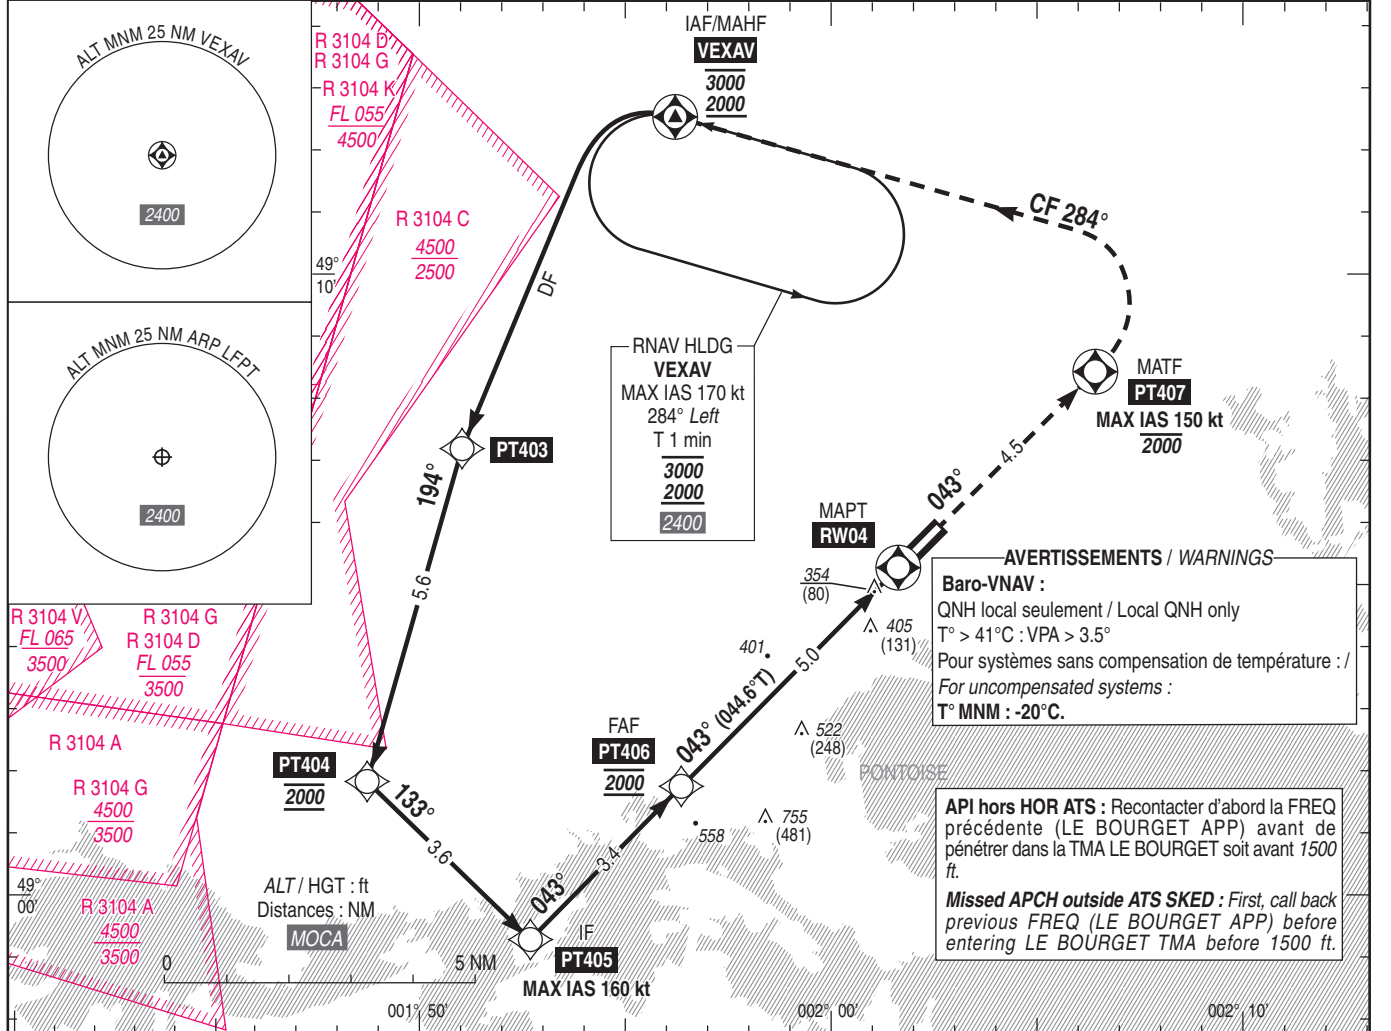 ALT MNM 25 NM VEXAV
2400
ALT MNM 25 NM ARP LFPT
2400
R 3104 D
R 3104 G
R 3104 K
FL 055
4500
R 3104 C
4500
2500
49°
10'
IAF/MAHF
VEXAV
3000
2000
CF 284°
DF
RNAV HLDG
VEXAV
MAX IAS 170 kt
284° Left
T 1 min
3000
2000
2400
MATF
PT407
MAX IAS 150 kt
2000
4.5
043°
PT403
194°
5.6
MAPT
RW04
354
(80)
405
(131)
401
5.0
043° (044.6°T)
522
(248)
PONTOISE
755
(481)
558
FAF
PT406
2000
3.4
043°
PT404
2000
133°
3.6
IF
PT405
MAX IAS 160 kt
R 3104 V
FL 065
3500
R 3104 G
R 3104 D
FL 055
3500
R 3104 A
R 3104 G
4500
3500
49°
00'
R 3104 A
4500
3500
ALT / HGT : ft
Distances : NM
MOCA
0
5 NM
001° 50'
002° 00'
002° 10'
AVERTISSEMENTS / WARNINGS
Baro-VNAV :
QNH local seulement / Local QNH only
T° > 41°C : VPA > 3.5°
Pour systèmes sans compensation de température : /
For uncompensated systems :
T° MNM : -20°C.
API hors HOR ATS : Recontacter d'abord la FREQ
précédente (LE BOURGET APP) avant de
pénétrer dans la TMA LE BOURGET soit avant 1500
ft.
Missed APCH outside ATS SKED : First, call back
previous FREQ (LE BOURGET APP) before
entering LE BOURGET TMA before 1500 ft.